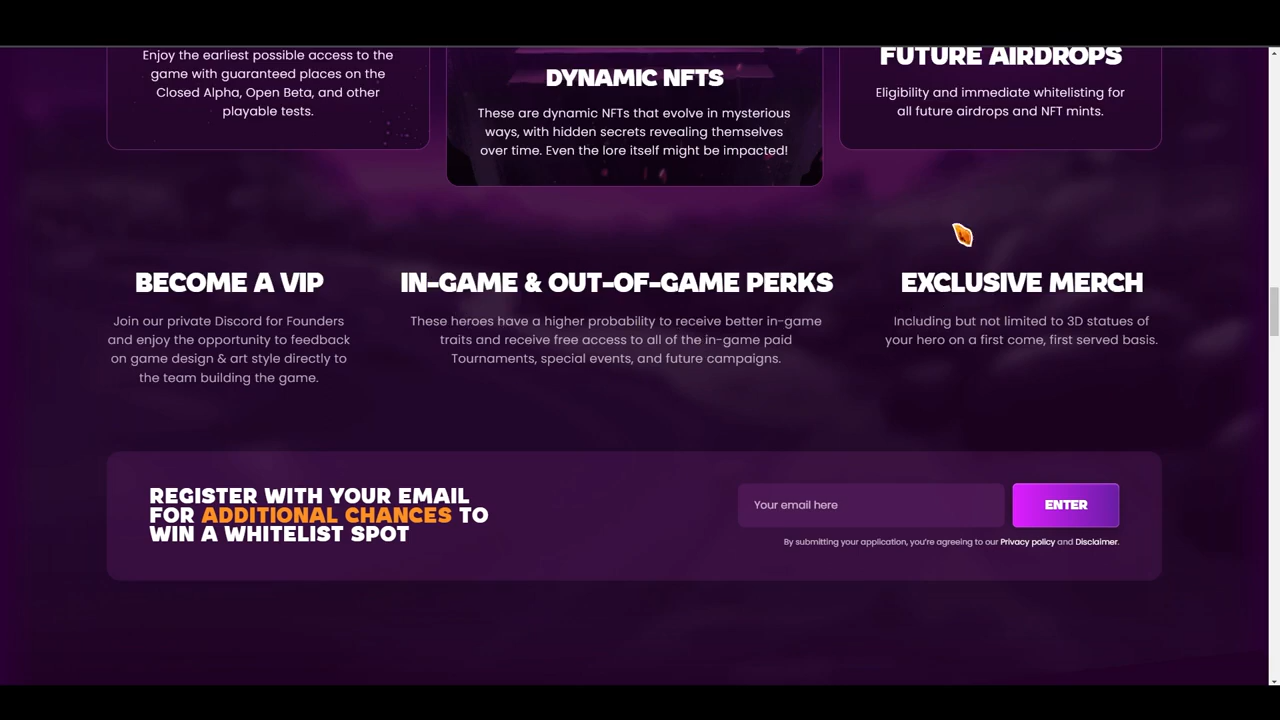 Enjoy the earliest possible access to the
game with guaranteed places on the
Closed Alpha, Open Beta, and other
playable tests.
DYNAMIC NFTS
These are dynamic NFTs that evolve in mysterious
ways, with hidden secrets revealing themselves
over time. Even the lore itself might be impacted!
FUTURE AIRDROPS
Eligibility and immediate whitelisting for
all future airdrops and NFT mints.
BECOME A VIP
Join our private Discord for Founders
and enjoy the opportunity to feedback
on game design & art style directly to
the team building the game.
IN-GAME & OUT-OF-GAME PERKS
These heroes have a higher probability to receive better in-game
traits and receive free access to all of the in-game paid
Tournaments, special events, and future campaigns.
EXCLUSIVE MERCH
Including but not limited to 3D statues of
your hero on a first come, first served basis.
REGISTER WITH YOUR EMAIL
FOR ADDITIONAL CHANCES TO
WIN A WHITELIST SPOT
Your email here
ENTER
By submitting your application, you're agreeing to our Privacy policy and Disclaimer.